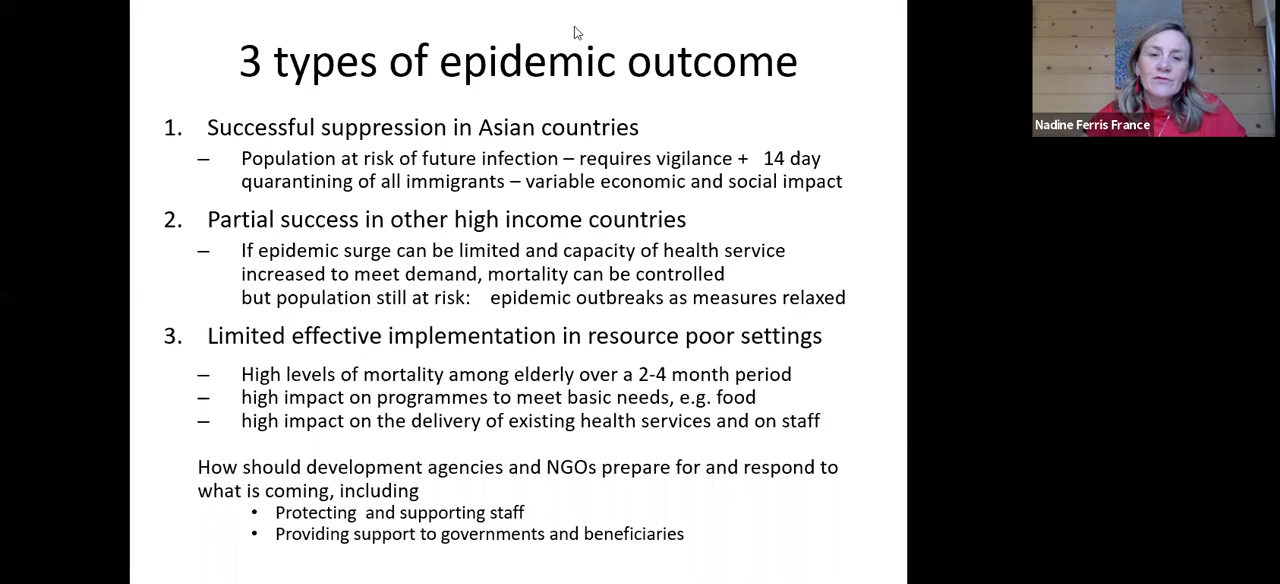 3 types of epidemic outcome
1. Successful suppression in Asian countries
– Population at risk of future infection – requires vigilance + 14 day
quarantining of all immigrants – variable economic and social impact
2. Partial success in other high income countries
– If epidemic surge can be limited and capacity of health service
increased to meet demand, mortality can be controlled
but population still at risk: epidemic outbreaks as measures relaxed
3. Limited effective implementation in resource poor settings
– High levels of mortality among elderly over a 2-4 month period
– high impact on programmes to meet basic needs, e.g. food
– high impact on the delivery of existing health services and on staff
How should development agencies and NGOs prepare for and respond to
what is coming, including
• Protecting and supporting staff
• Providing support to governments and beneficiaries
Nadine Ferris France